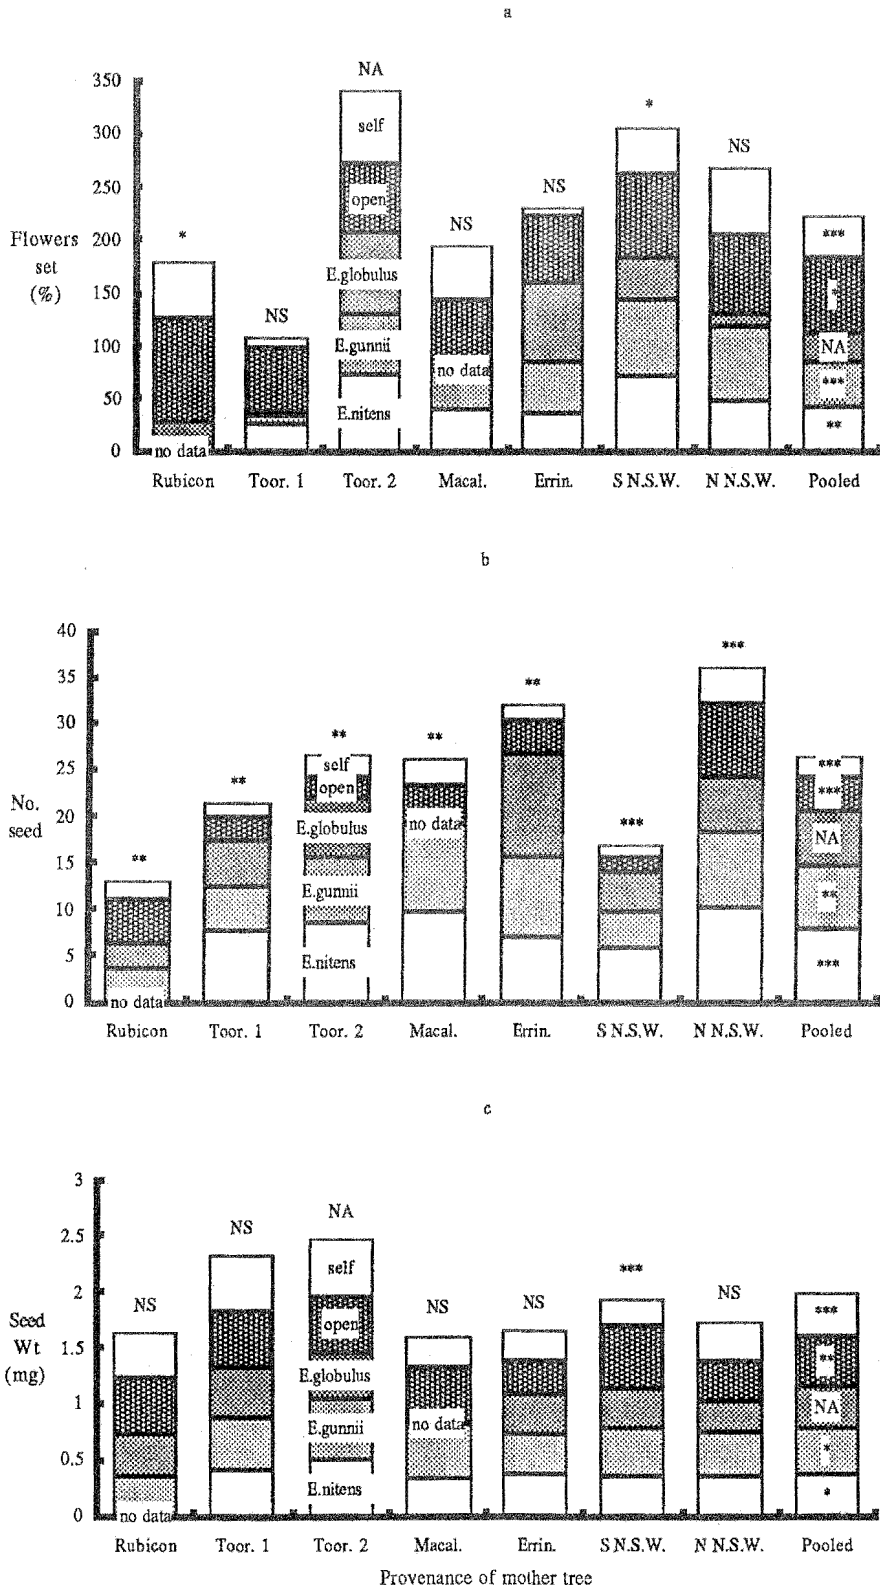 a
NA
350
300
250
200
150
100
50
0
Flowers
set
(%)
*
NS
self
open
E.globulus
E.gunnii
E.nitens
NS
no data
NS
*
NS
***
*
NA
***
**
no data
Rubicon Toor. 1 Toor. 2 Macal. Errin. S N.S.W. N N.S.W. Pooled
b
40
35
30
25
20
15
10
5
0
No.
seed
**
**
**
self
open
E.globulus
E.gunnii
E.nitens
**
no data
**
***
***
***
***
NA
**
***
no data
Rubicon Toor. 1 Toor. 2 Macal. Errin. S N.S.W. N N.S.W. Pooled
c
3
2.5
2
1.5
1
0.5
0
Seed
Wt
(mg)
NS
NS
NA
self
open
E.globulus
E.gunnii
E.nitens
NS
no data
NS
***
NS
***
**
NA
*
*
no data
Rubicon Toor. 1 Toor. 2 Macal. Errin. S N.S.W. N N.S.W. Pooled
Provenance of mother tree